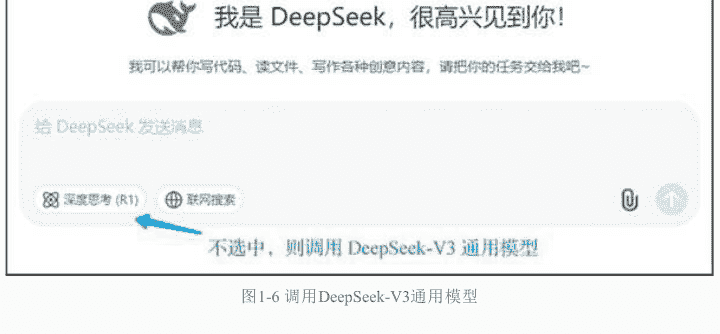 我是 DeepSeek，很高兴见到你！
我可以帮你写代码、读文件、写作各种创意内容，请把你的任务交给我吧~
给 DeepSeek 发送消息
深度思考 (R1) 联网搜索
不选中，则调用 DeepSeek-V3 通用模型
图1-6 调用DeepSeek-V3通用模型